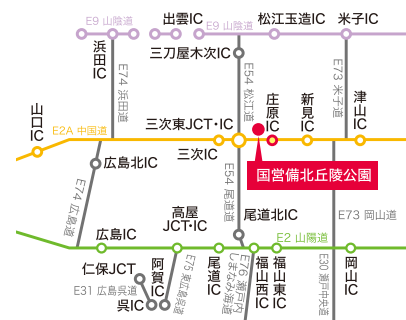 E9 山陰道
出雲IC
E9 山陰道
松江玉造IC
米子IC
浜田IC
E74 浜田道
三刀屋木次IC
E54 松江道
E73 米子道
山口IC
E2A 中国道
三次東JCT・IC
庄原IC
新見IC
津山IC
三次IC
広島北IC
国営備北丘陵公園
E74 広島道
E54 尾道道
高屋JCT・IC
尾道北IC
E73 岡山道
広島IC
E2 山陽道
仁保JCT
阿賀IC
E31 広島呉道
呉IC
E75 東広島呉道
尾道IC
E76 瀬戸内しまなみ海道
福山西IC
福山東IC
E30 瀬戸中央道
岡山IC